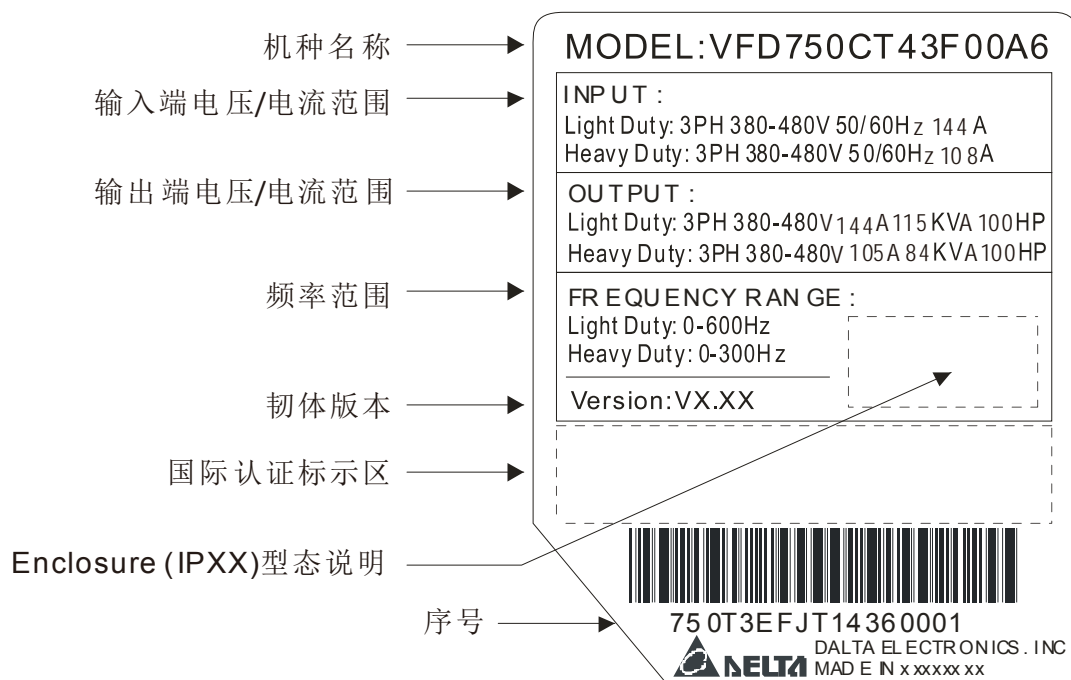 机种名称
输入端电压/电流范围
输出端电压/电流范围
频率范围
韧体版本
国际认证标示区
Enclosure (IPXX)型态说明
序号
MODEL:VFD750CT43F00A6
INPUT :
Light Duty: 3PH 380-480V 50/60Hz 144A
Heavy Duty: 3PH 380-480V 50/60Hz 108A
OUTPUT :
Light Duty: 3PH 380-480V 144A 115KVA 100HP
Heavy Duty: 3PH 380-480V 105A 84KVA 100HP
FREQUENCY RANGE :
Light Duty: 0-600Hz
Heavy Duty: 0-300Hz
Version:VX.XX
750T3EFJT14360001
DELTA
DALTA ELECTRONICS. INC
MADE IN xxxxxxxx